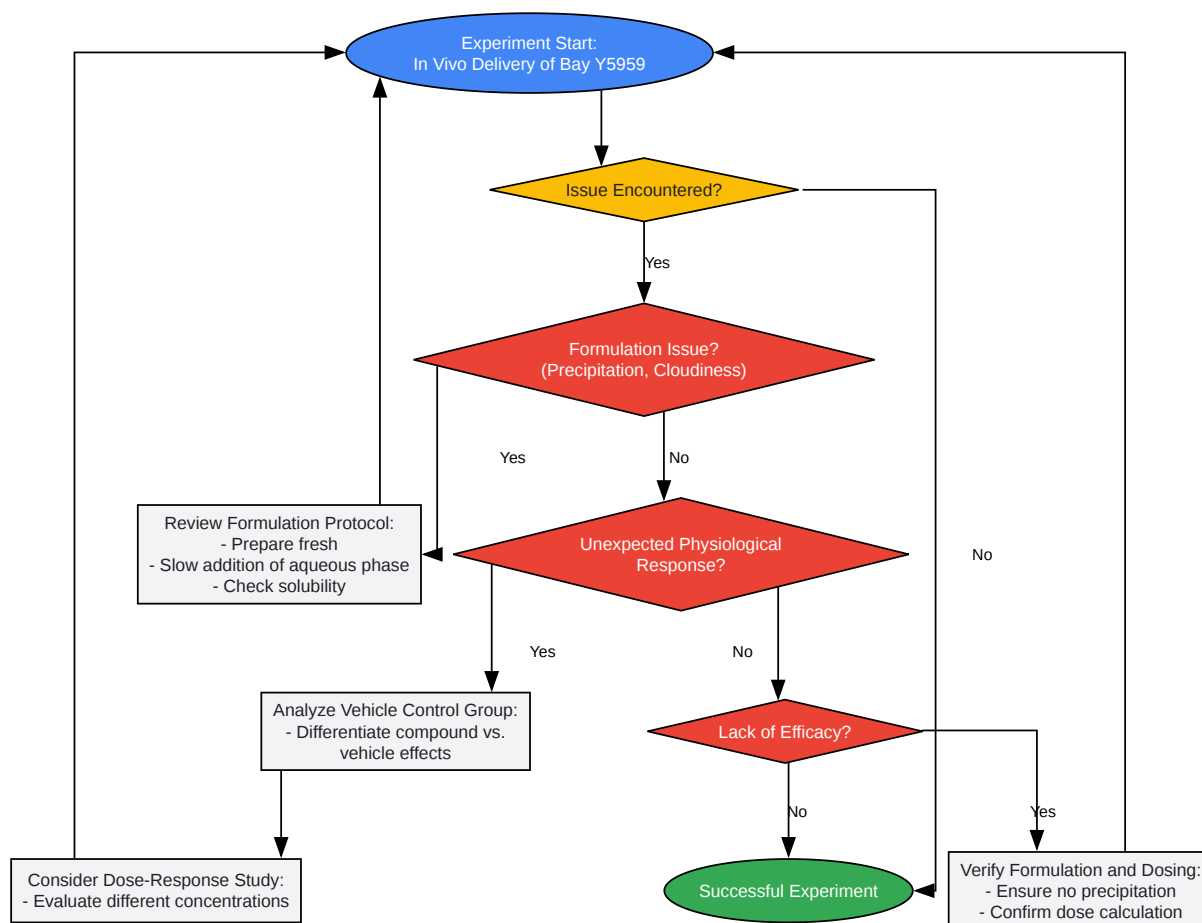 Experiment Start:
In Vivo Delivery of Bay Y5959
Issue Encountered?
Yes
Formulation Issue?
(Precipitation, Cloudiness)
Yes
No
Review Formulation Protocol:
- Prepare fresh
- Slow addition of aqueous phase
- Check solubility
Unexpected Physiological
Response?
No
Yes
No
Analyze Vehicle Control Group:
- Differentiate compound vs.
vehicle effects
Lack of Efficacy?
No
Yes
Consider Dose-Response Study:
- Evaluate different concentrations
Successful Experiment
Verify Formulation and Dosing:
- Ensure no precipitation
- Confirm dose calculation